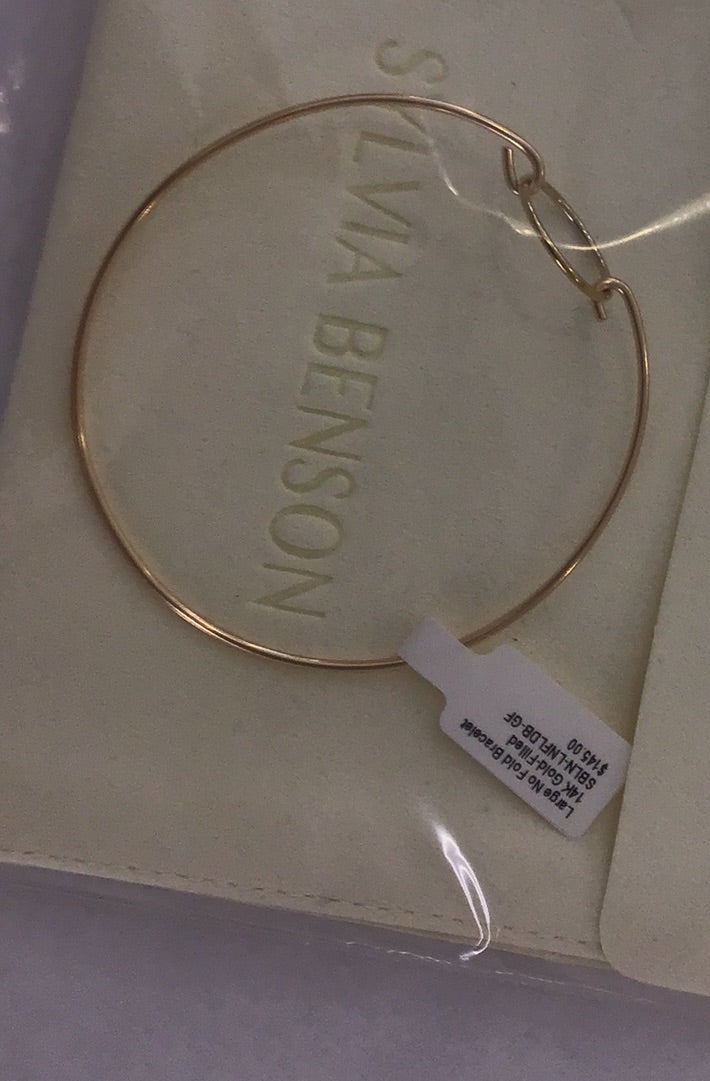 SYLVIA BENSON
Large No Fold Bracelet
14K Gold-Filled
SBLN-LNFLDB-GF
$145.00